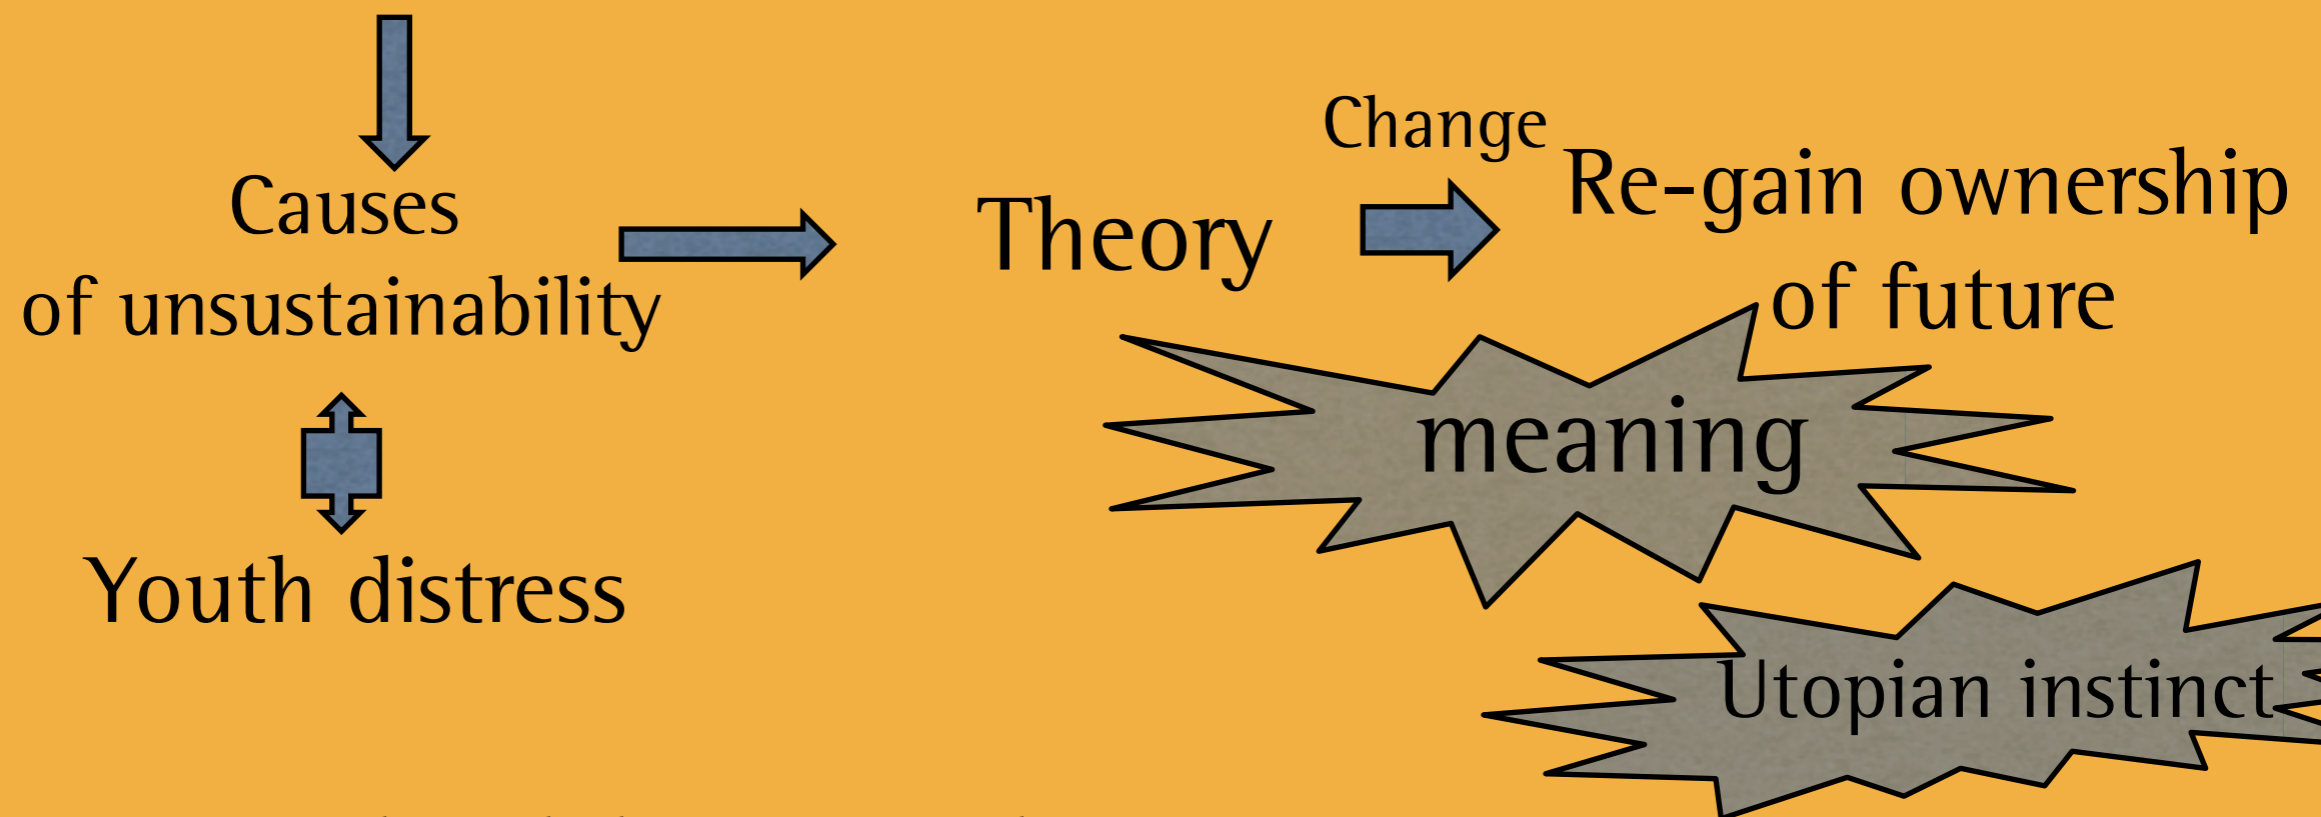 Causes
of unsustainability
Youth distress
Theory
Change
Re-gain ownership
of future
meaning
Utopian instinct